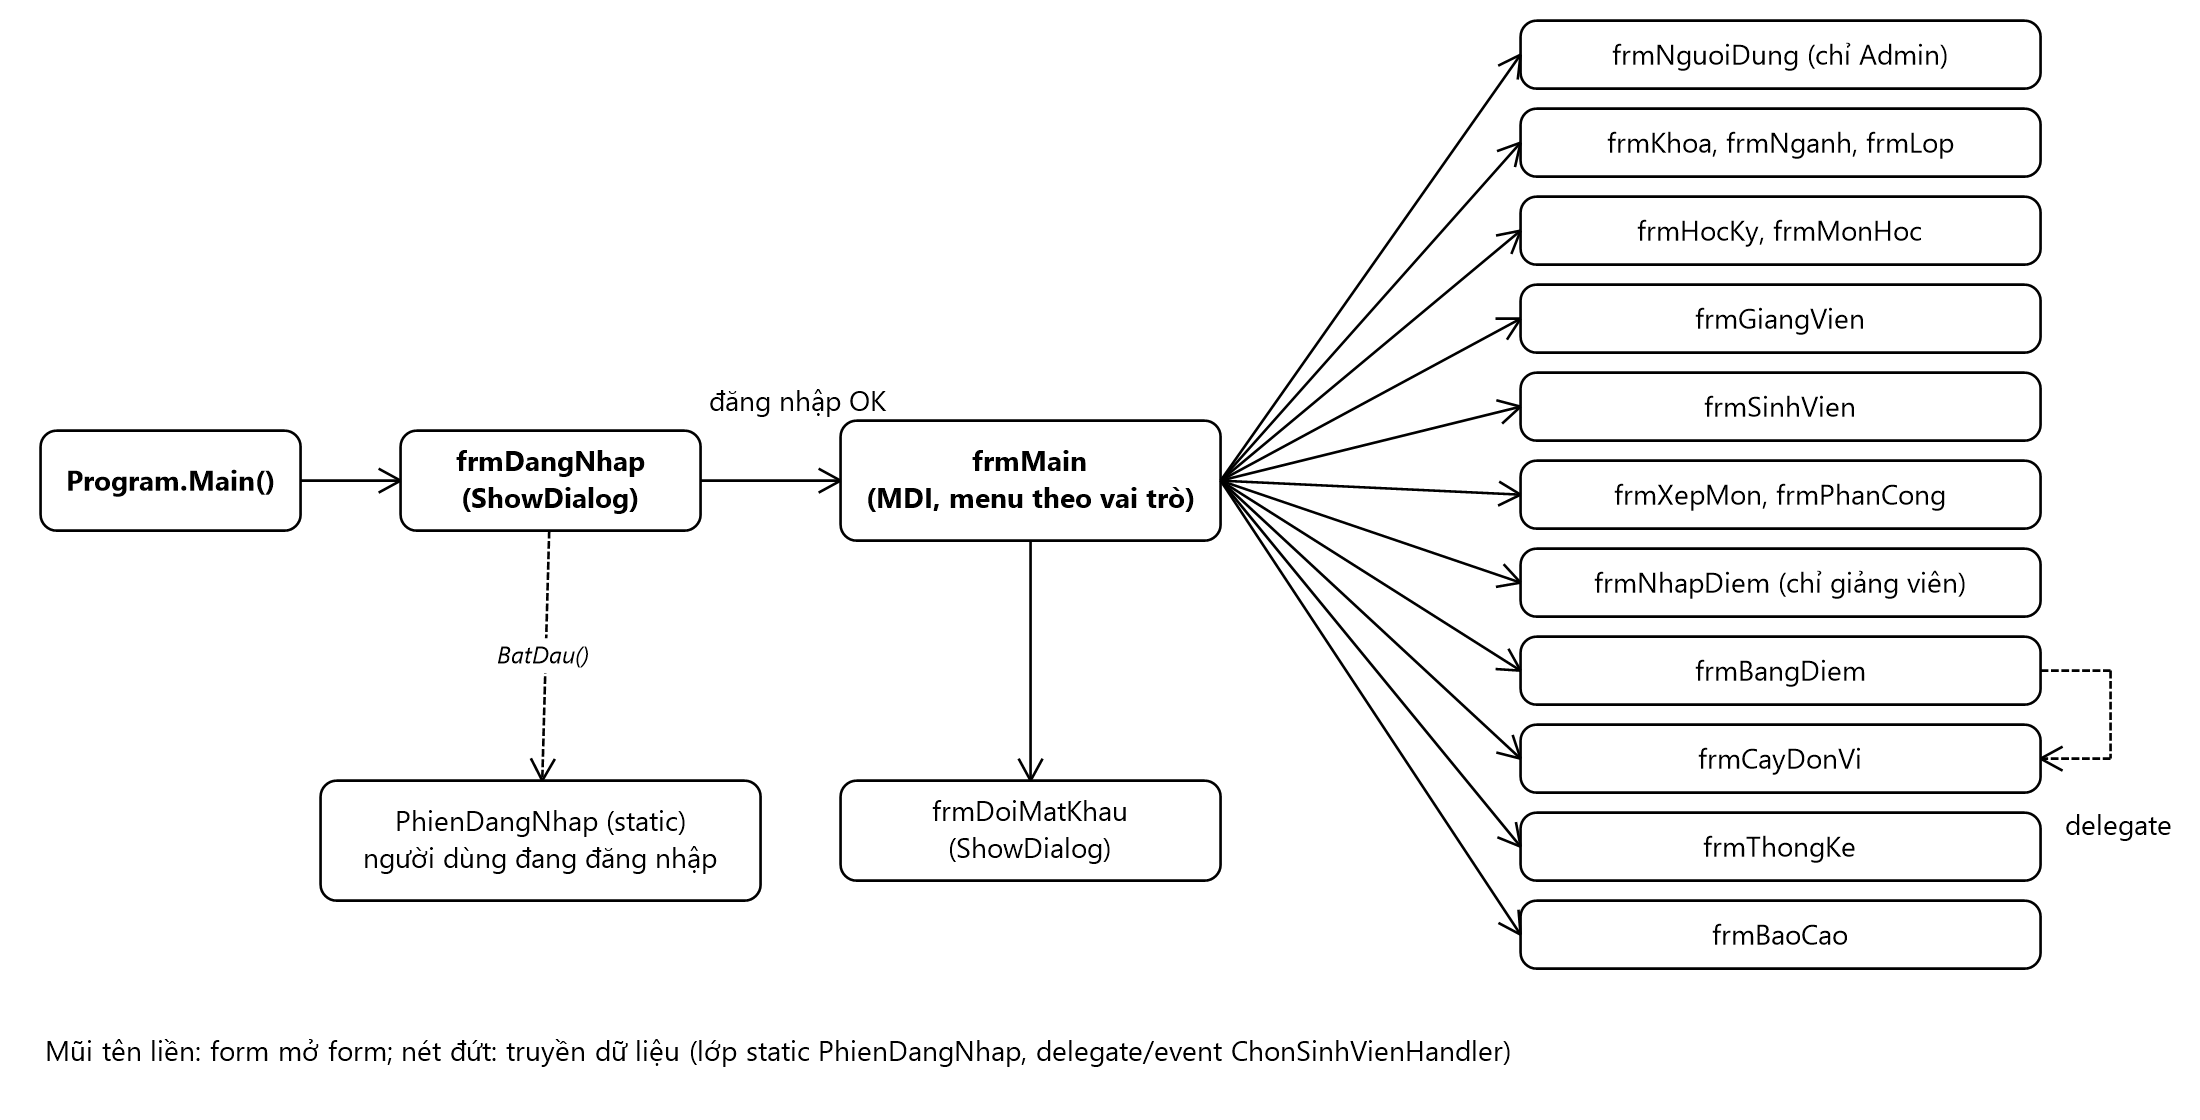 Program.Main()
frmDangNhap
(ShowDialog)
đăng nhập OK
frmMain
(MDI, menu theo vai trò)
BatDau()
PhienDangNhap (static)
người dùng đang đăng nhập
frmDoiMatKhau
(ShowDialog)
frmNguoiDung (chỉ Admin)
frmKhoa, frmNganh, frmLop
frmHocKy, frmMonHoc
frmGiangVien
frmSinhVien
frmXepMon, frmPhanCong
frmNhapDiem (chỉ giảng viên)
frmBangDiem
frmCayDonVi
delegate
frmThongKe
frmBaoCao
Mũi tên liền: form mở form; nét đứt: truyền dữ liệu (lớp static PhienDangNhap, delegate/event ChonSinhVienHandler)